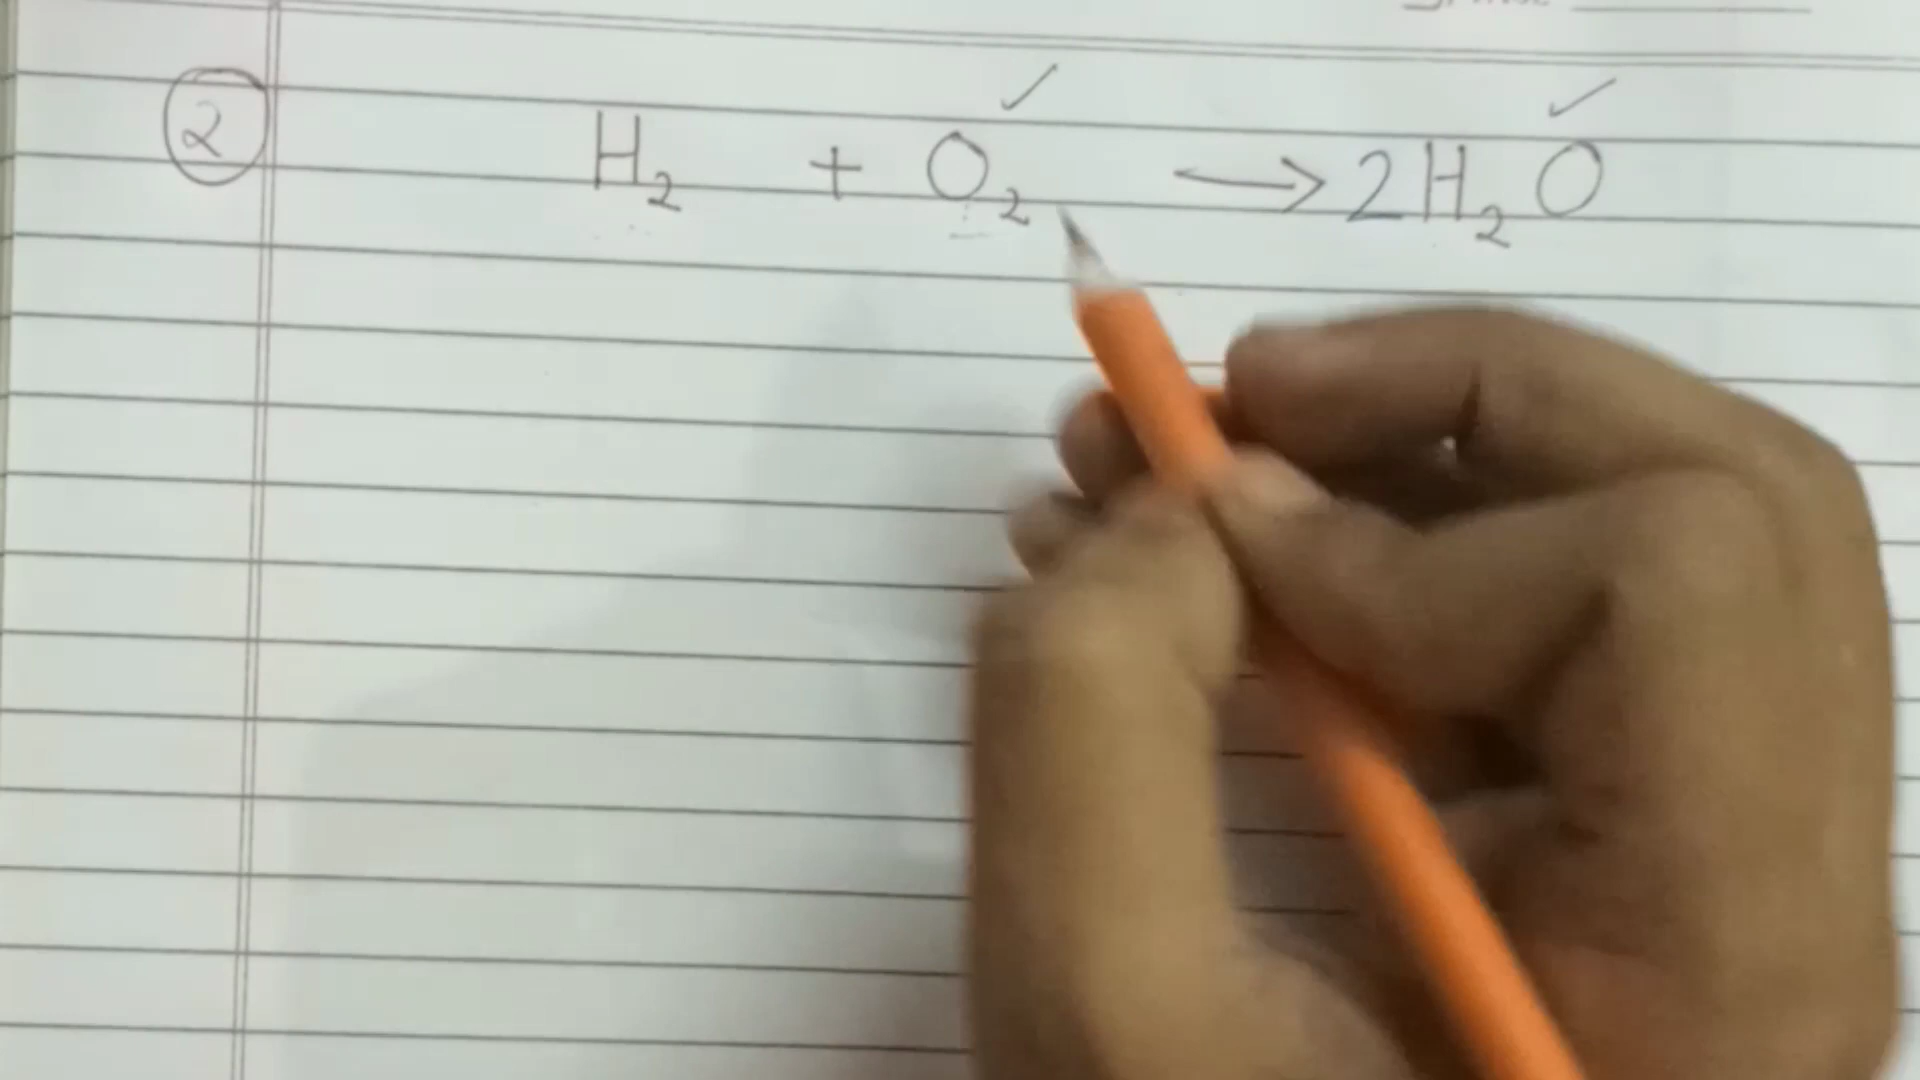 ② H₂ + O₂ → 2H₂O